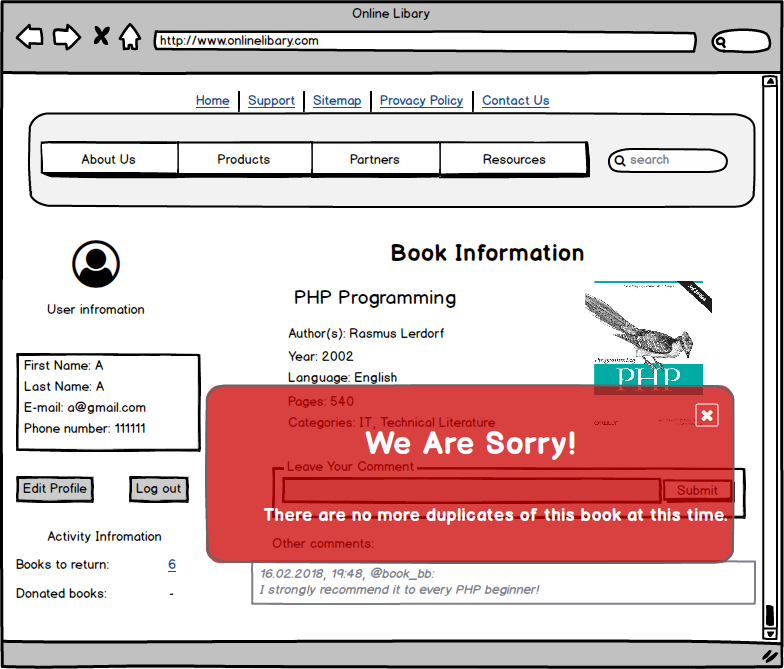 Online Libary
http://www.onlinelibary.com
Home Support Sitemap Provacy Policy Contact Us
About Us Products Partners Resources search
Book Information
User infromation
PHP Programming
Author(s): Rasmus Lerdorf
Year: 2002
Language: English
Pages: 540
Categories: IT, Technical Literature
Programming
PHP
O'REILLY
First Name: A
Last Name: A
E-mail: a@gmail.com
Phone number: 111111
We Are Sorry!
Leave Your Comment
Submit
There are no more duplicates of this book at this time.
Edit Profile Log out
Activity Infromation
Books to return: 6
Donated books: -
Other comments:
16.02.2018, 19:48, @book_bb:
I strongly recommend it to every PHP beginner!